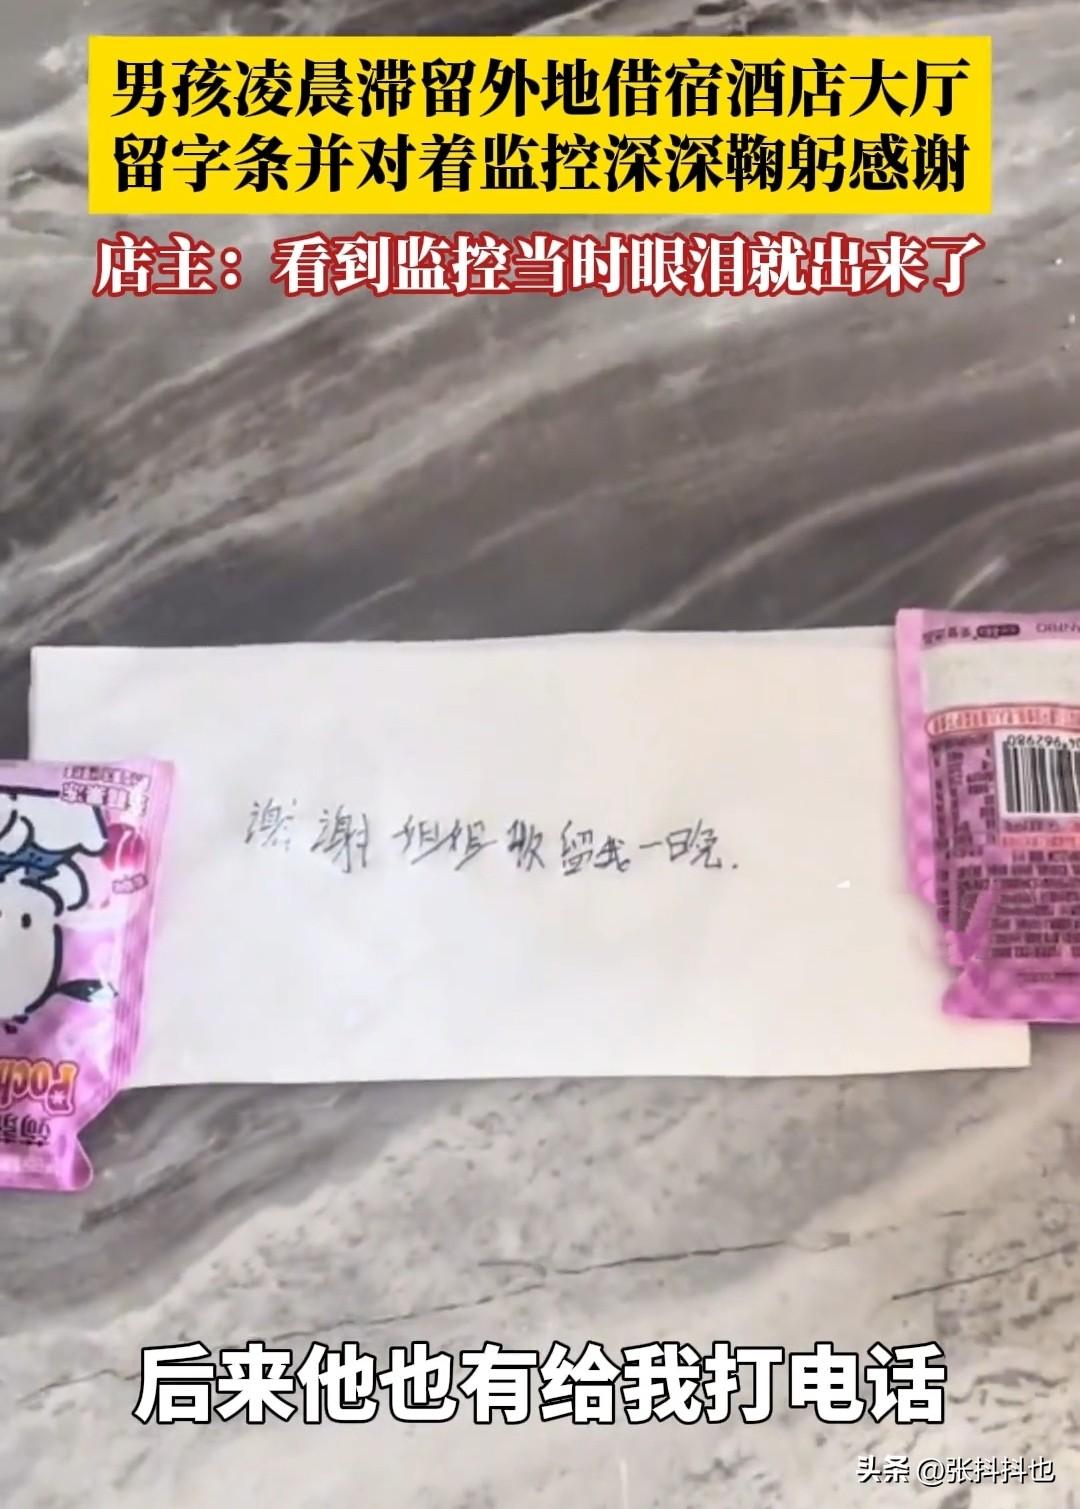 男孩凌晨滞留外地借宿酒店大厅
留字条并对着监控深深鞠躬感谢
店主：看到监控当时眼泪就出来了
谢谢姐姐收留我一晚.
Poch
后来他也有给我打电话
头条 @张抖抖也